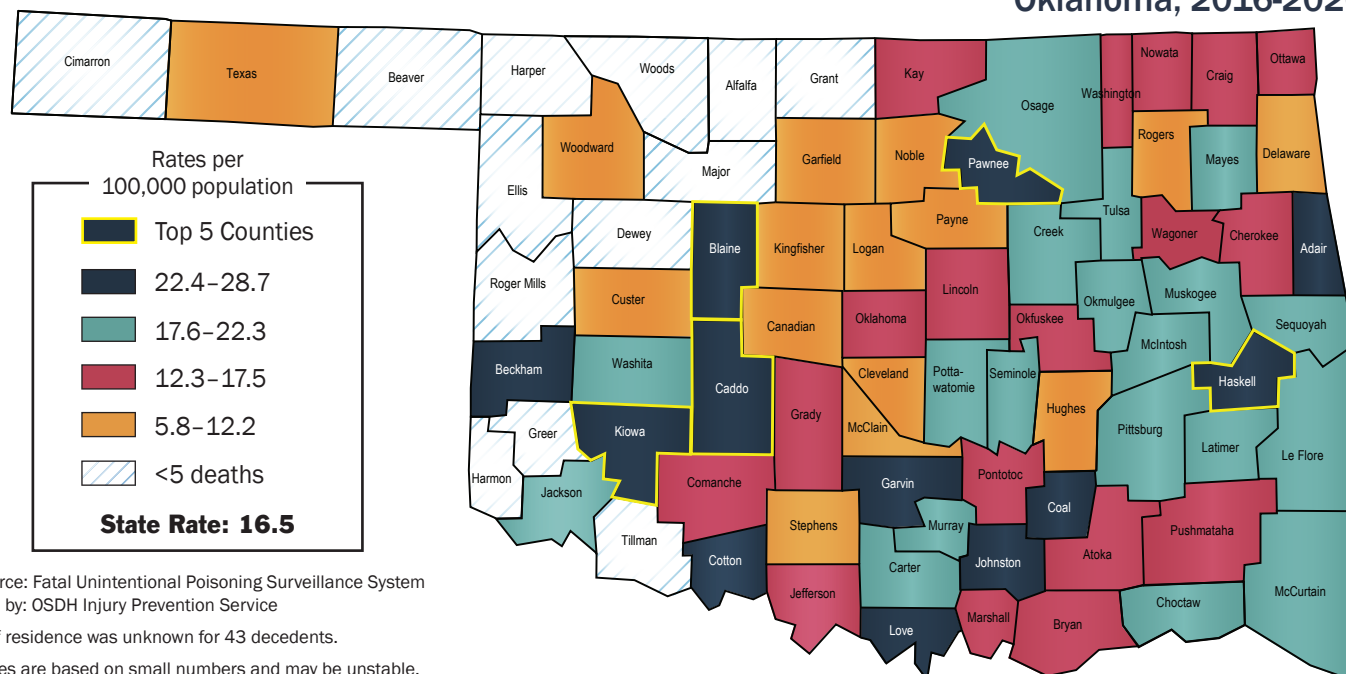 Oklahoma, 2016-202
Cimarron
Texas
Beaver
Harper
Woods
Alfalfa
Grant
Kay
Osage
Washington
Nowata
Craig
Ottawa
Woodward
Ellis
Major
Garfield
Noble
Pawnee
Rogers
Mayes
Delaware
Rates per
100,000 population
Top 5 Counties
22.4–28.7
17.6–22.3
12.3–17.5
5.8–12.2
<5 deaths
State Rate: 16.5
Dewey
Blaine
Kingfisher
Logan
Payne
Creek
Tulsa
Wagoner
Cherokee
Adair
Roger Mills
Custer
Canadian
Oklahoma
Lincoln
Okfuskee
Okmulgee
Muskogee
Sequoyah
McIntosh
Haskell
Beckham
Washita
Caddo
Grady
Cleveland
McClain
Potta-
watomie
Seminole
Hughes
Pittsburg
Latimer
Le Flore
Greer
Kiowa
Harmon
Jackson
Tillman
Comanche
Cotton
Stephens
Jefferson
Garvin
Murray
Carter
Love
Pontotoc
Johnston
Marshall
Coal
Atoka
Bryan
Pushmataha
Choctaw
McCurtain
rce: Fatal Unintentional Poisoning Surveillance System
by: OSDH Injury Prevention Service
residence was unknown for 43 decedents.
es are based on small numbers and may be unstable.